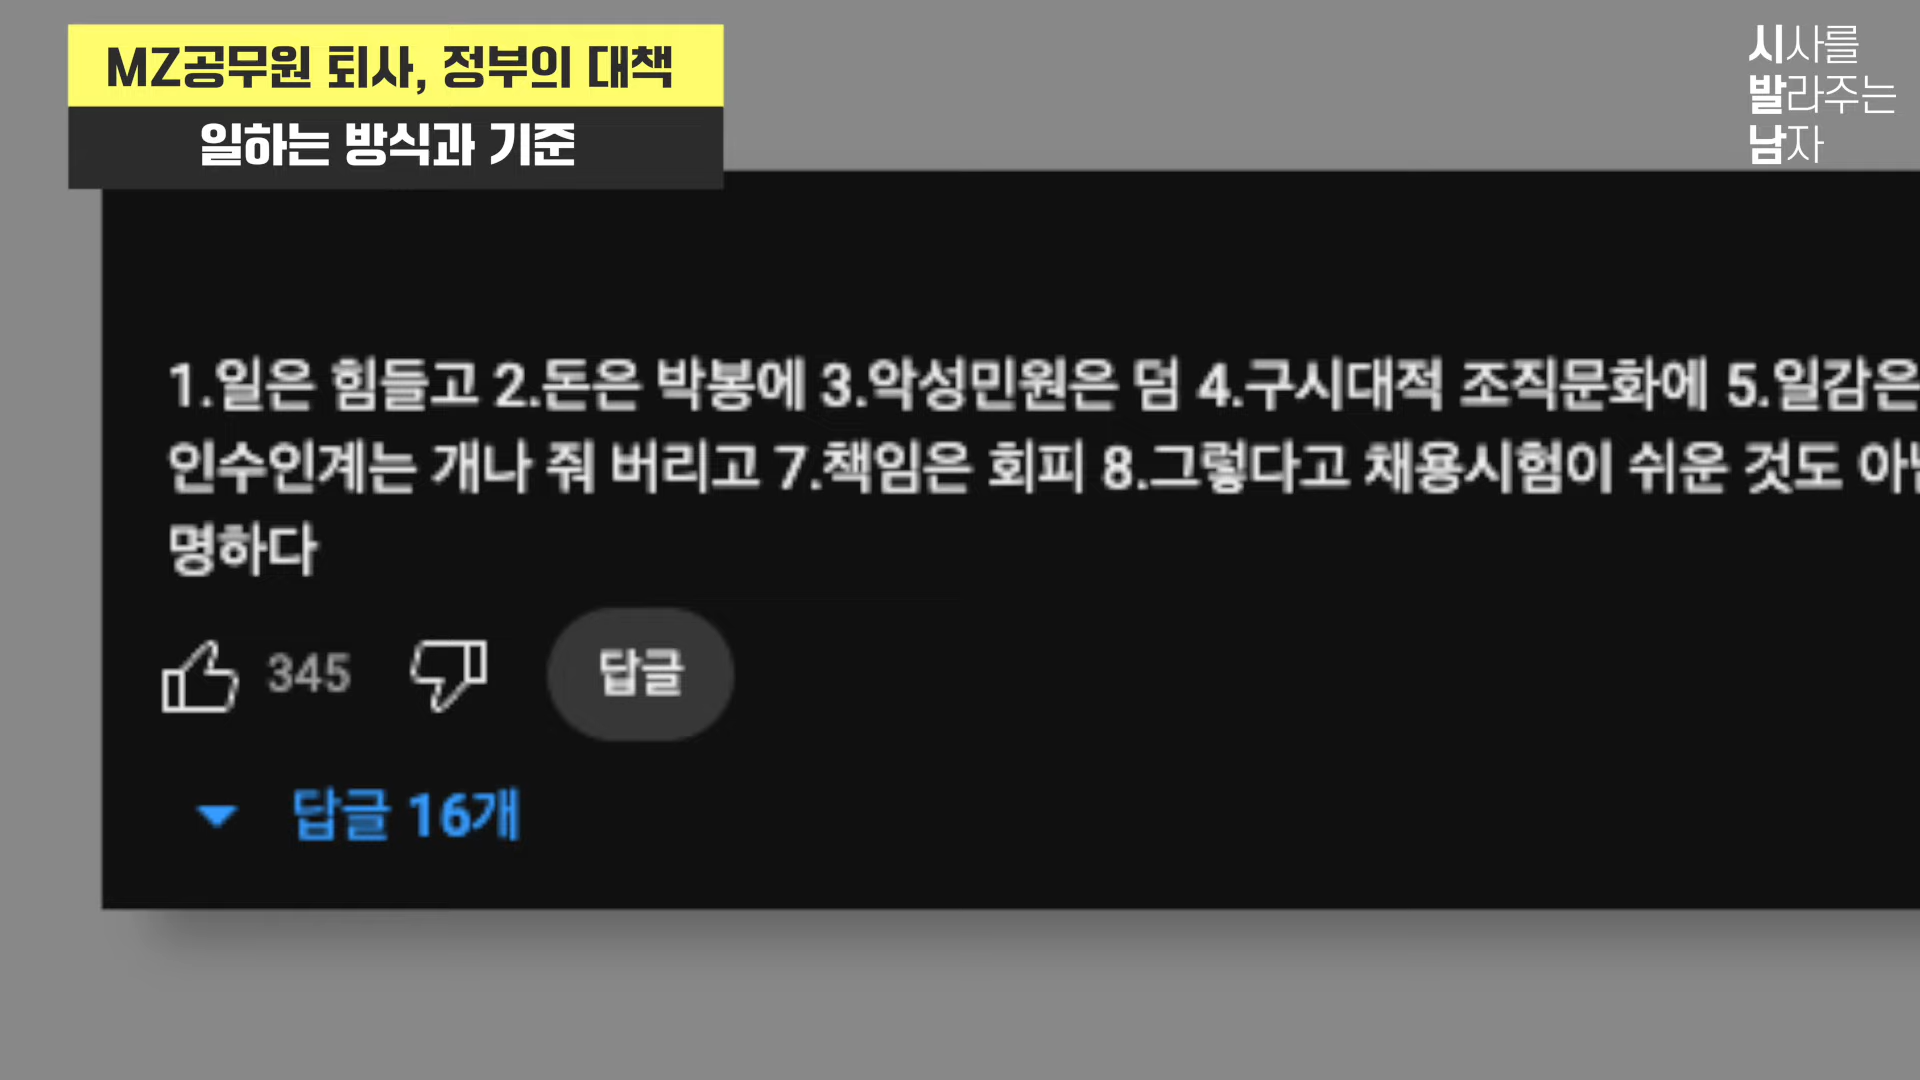 MZ공무원 퇴사, 정부의 대책
일하는 방식과 기준
시사를
발라주는
남자
1.일은 힘들고 2.돈은 박봉에 3.악성민원은 덤 4.구시대적 조직문화에 5.일감은
인수인계는 개나 줘 버리고 7.책임은 회피 8.그렇다고 채용시험이 쉬운 것도
명하다
345
답글
답글 16개